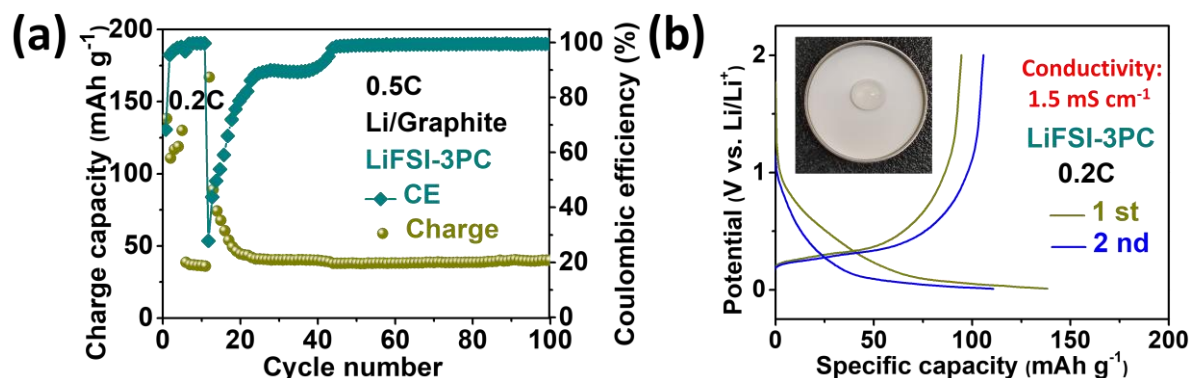 (a)
Charge capacity (mAh g⁻¹)
200
150
100
50
0
0.2C
0.5C
Li/Graphite
LiFSI-3PC
CE
Charge
100
80
60
40
20
0
Coulombic efficiency (%)
0 20 40 60 80 100
Cycle number
(b)
Potential (V vs. Li/Li⁺)
2
1
0
Conductivity:
1.5 mS cm⁻¹
LiFSI-3PC
0.2C
1 st
2 nd
0 50 100 150 200
Specific capacity (mAh g⁻¹)